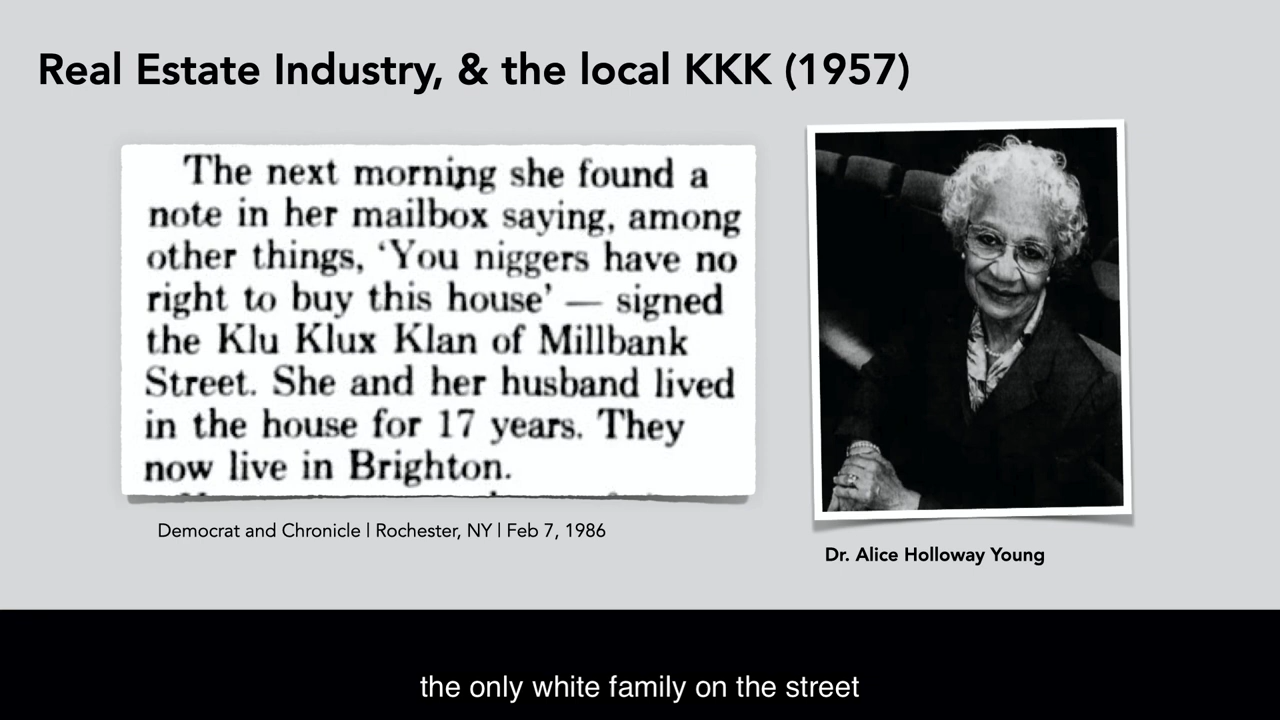 Real Estate Industry, & the local KKK (1957)
The next morning she found a
note in her mailbox saying, among
other things, ‘You niggers have no
right to buy this house’ — signed
the Klu Klux Klan of Millbank
Street. She and her husband lived
in the house for 17 years. They
now live in Brighton.
Democrat and Chronicle | Rochester, NY | Feb 7, 1986
Dr. Alice Holloway Young
the only white family on the street